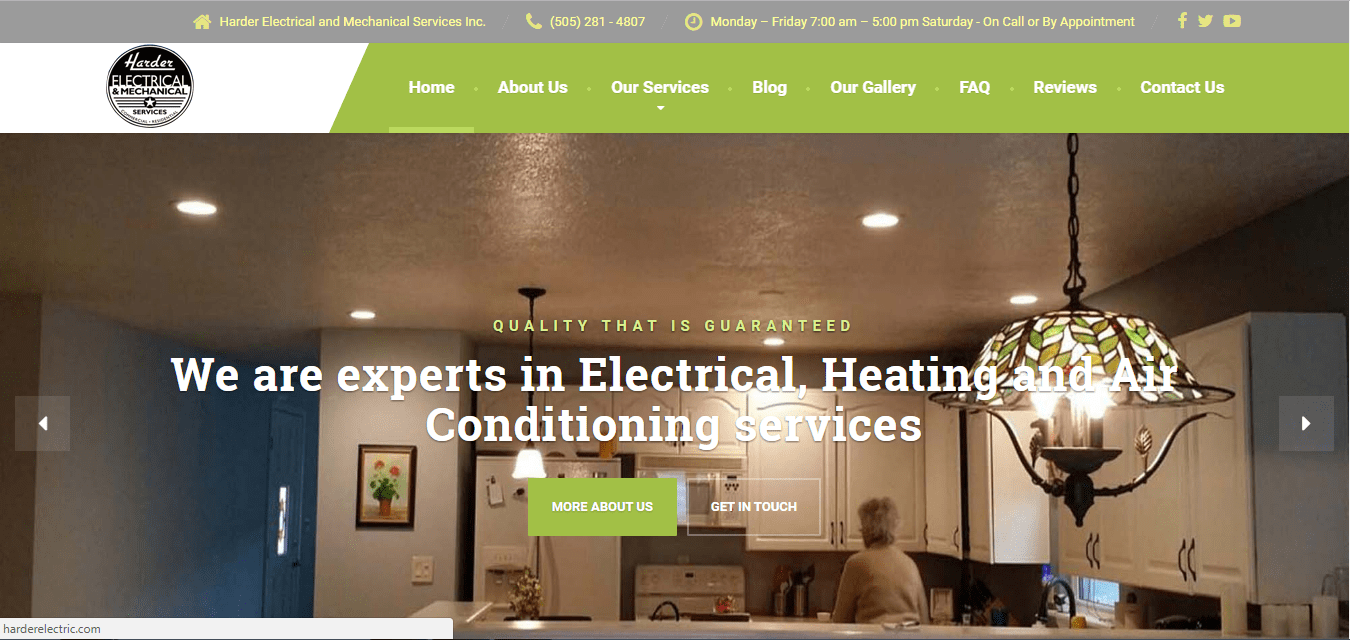 Harder Electrical and Mechanical Services Inc. (505) 281 - 4807 Monday – Friday 7:00 am – 5:00 pm Saturday - On Call or By Appointment
Harder
ELECTRICAL
& MECHANICAL
SERVICES
COMMERCIAL • RESIDENTIAL
Home About Us Our Services Blog Our Gallery FAQ Reviews Contact Us
QUALITY THAT IS GUARANTEED
We are experts in Electrical, Heating and Air
Conditioning services
MORE ABOUT US GET IN TOUCH
harderelectric.com